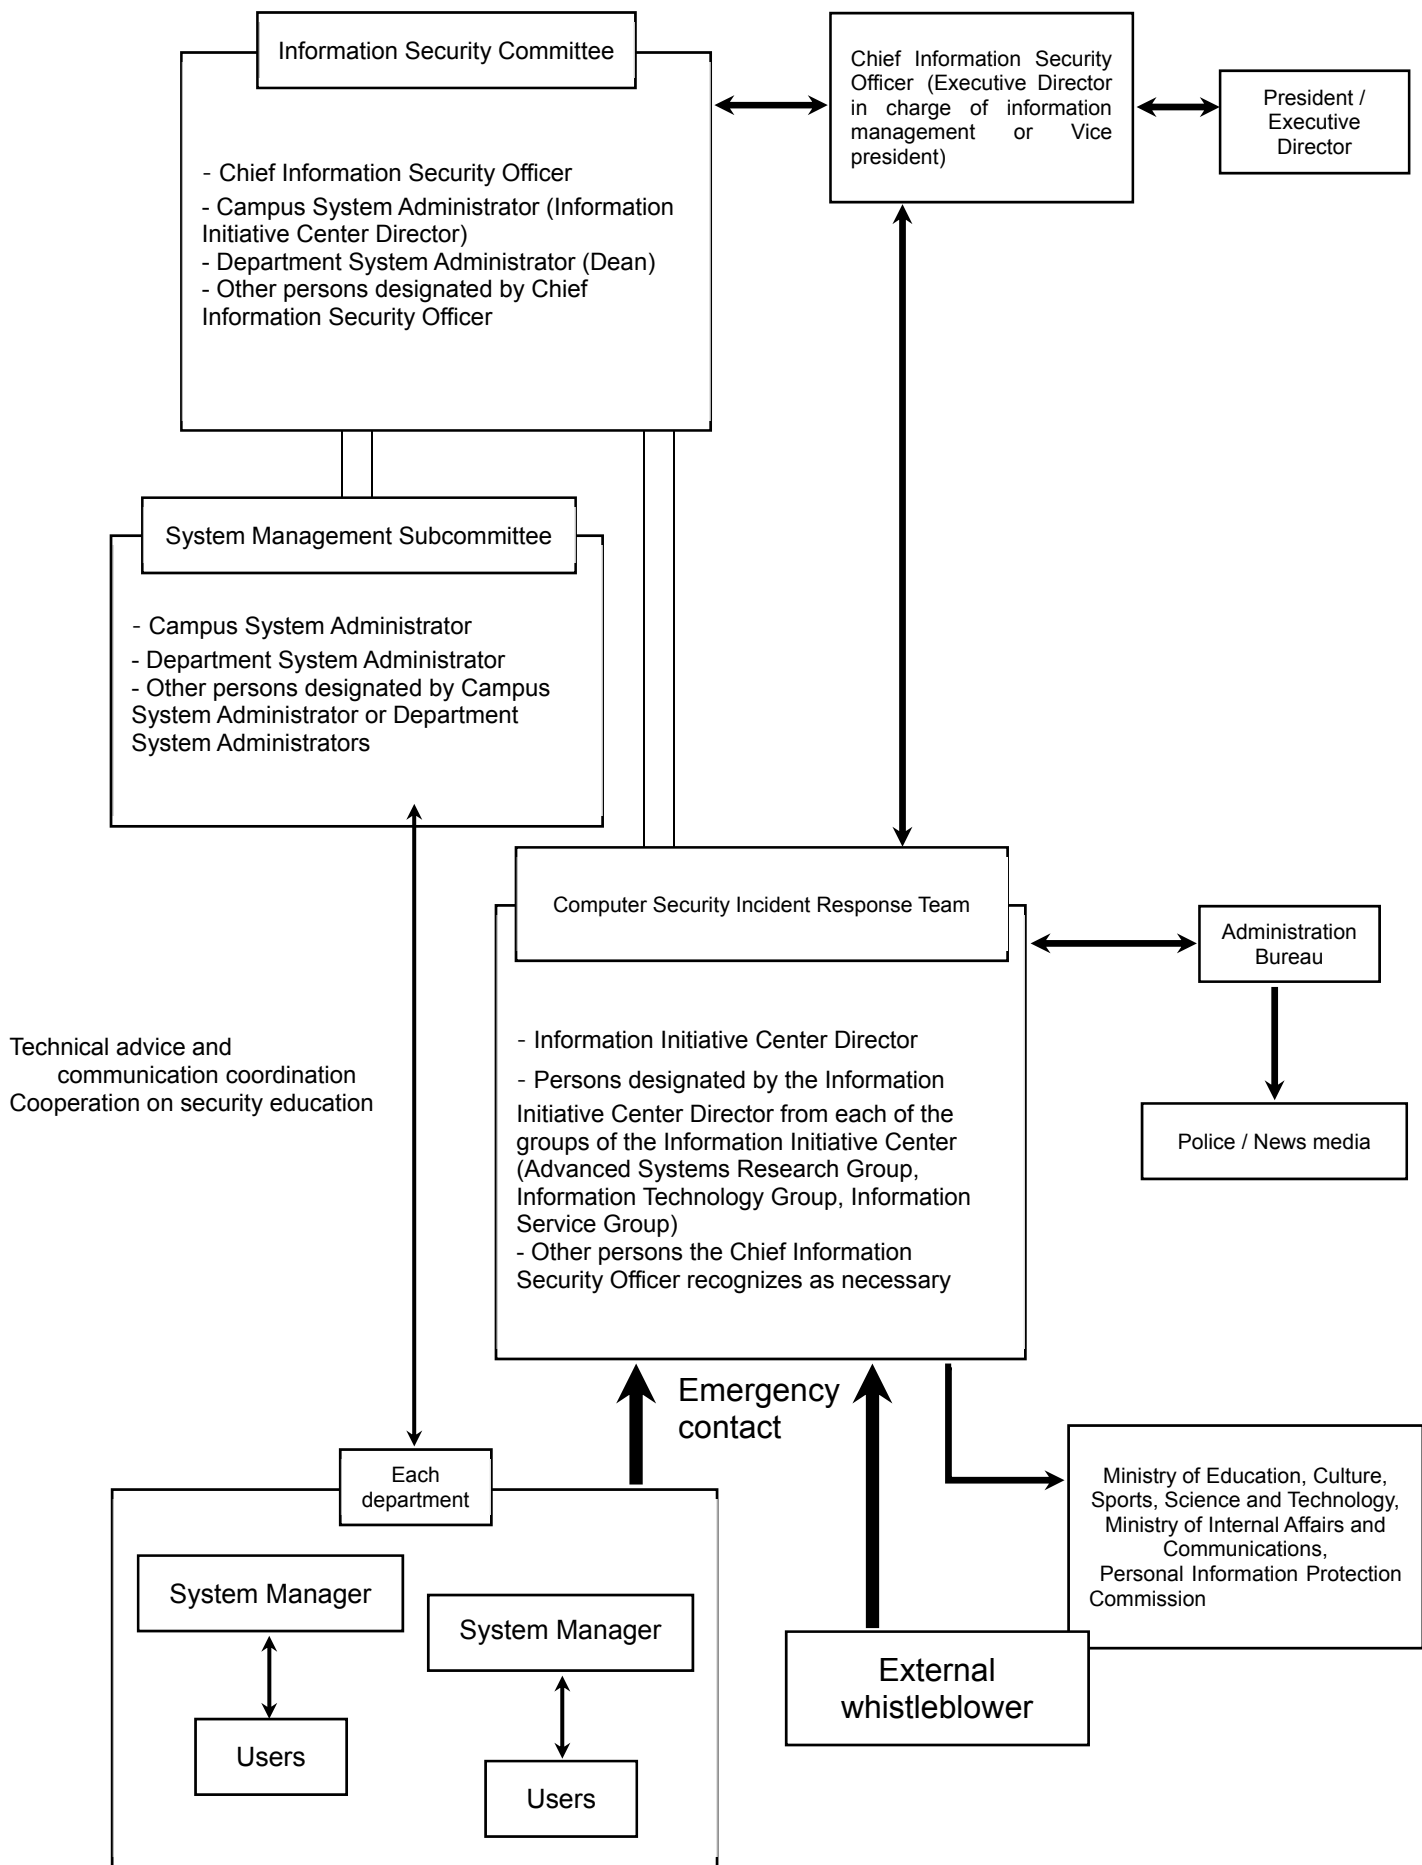 Information Security Committee
- Chief Information Security Officer
- Campus System Administrator (Information
Initiative Center Director)
- Department System Administrator (Dean)
- Other persons designated by Chief
Information Security Officer
Chief Information Security
Officer (Executive Director
in charge of information
management or Vice
president)
President /
Executive
Director
System Management Subcommittee
- Campus System Administrator
- Department System Administrator
- Other persons designated by Campus
System Administrator or Department
System Administrators
Computer Security Incident Response Team
- Information Initiative Center Director
- Persons designated by the Information
Initiative Center Director from each of the
groups of the Information Initiative Center
(Advanced Systems Research Group,
Information Technology Group, Information
Service Group)
- Other persons the Chief Information
Security Officer recognizes as necessary
Administration
Bureau
Police / News media
Technical advice and
communication coordination
Cooperation on security education
Emergency
contact
Each
department
System Manager
Users
System Manager
Users
External
whistleblower
Ministry of Education, Culture,
Sports, Science and Technology,
Ministry of Internal Affairs and
Communications,
Personal Information Protection
Commission